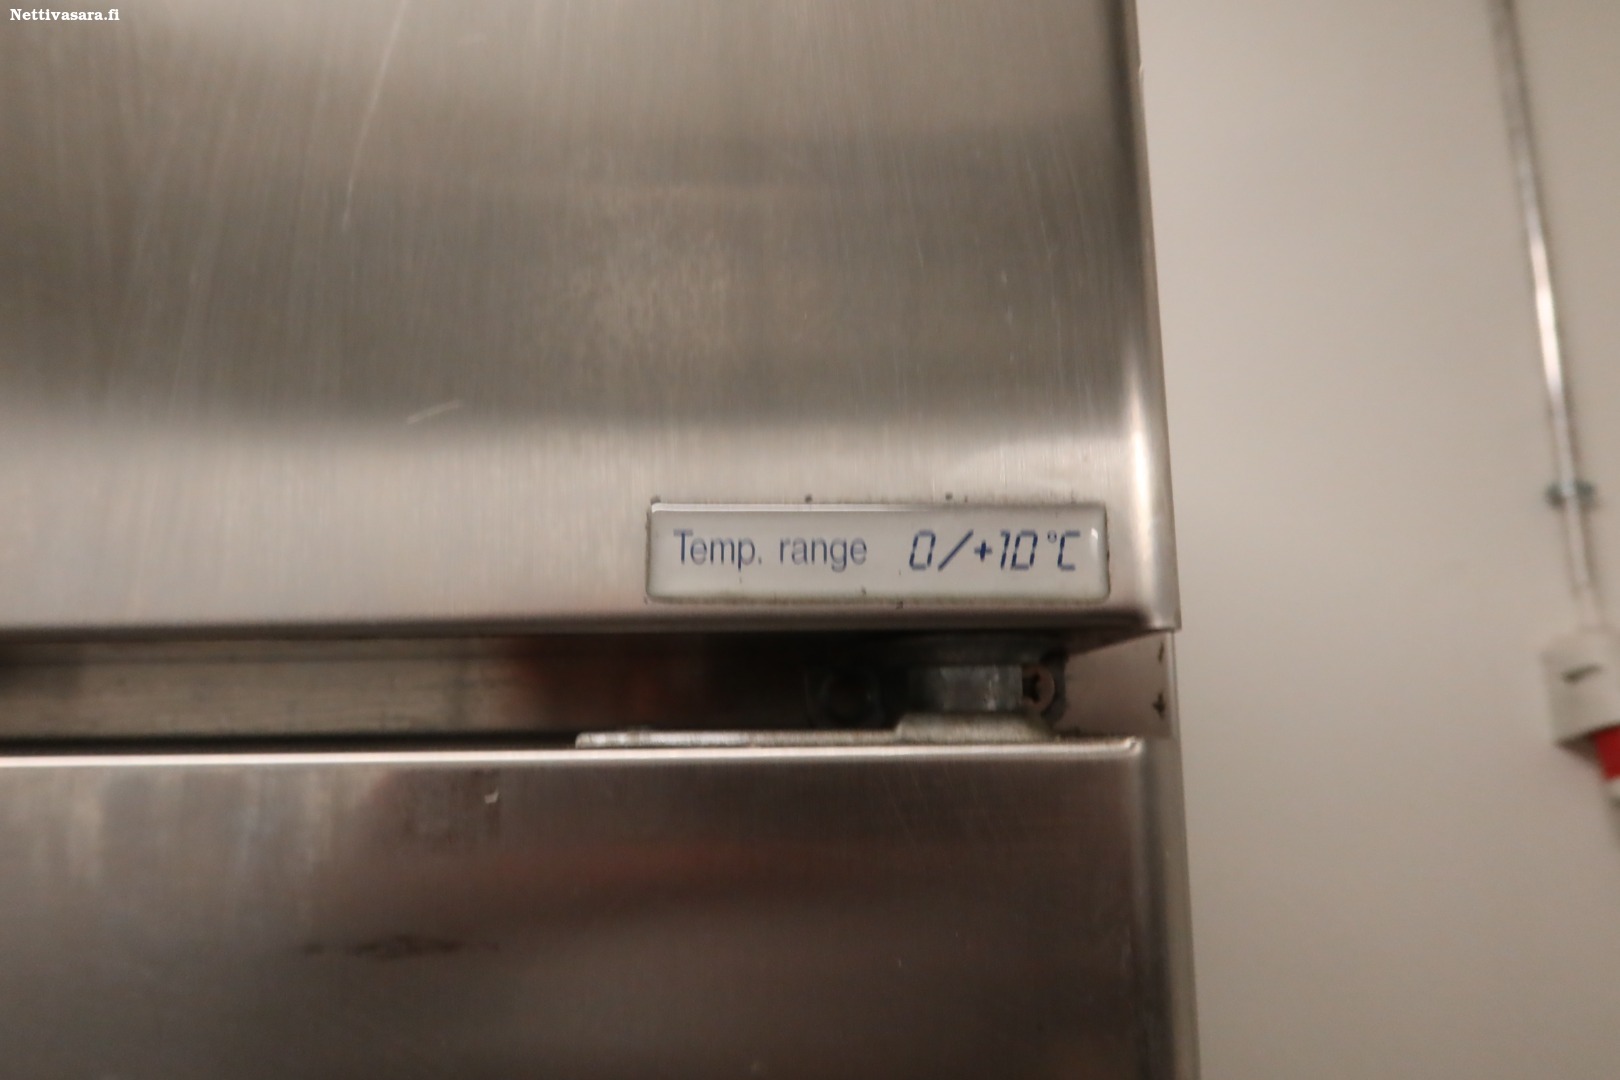 Nettivasara.fi
Temp. range 0/+10°C